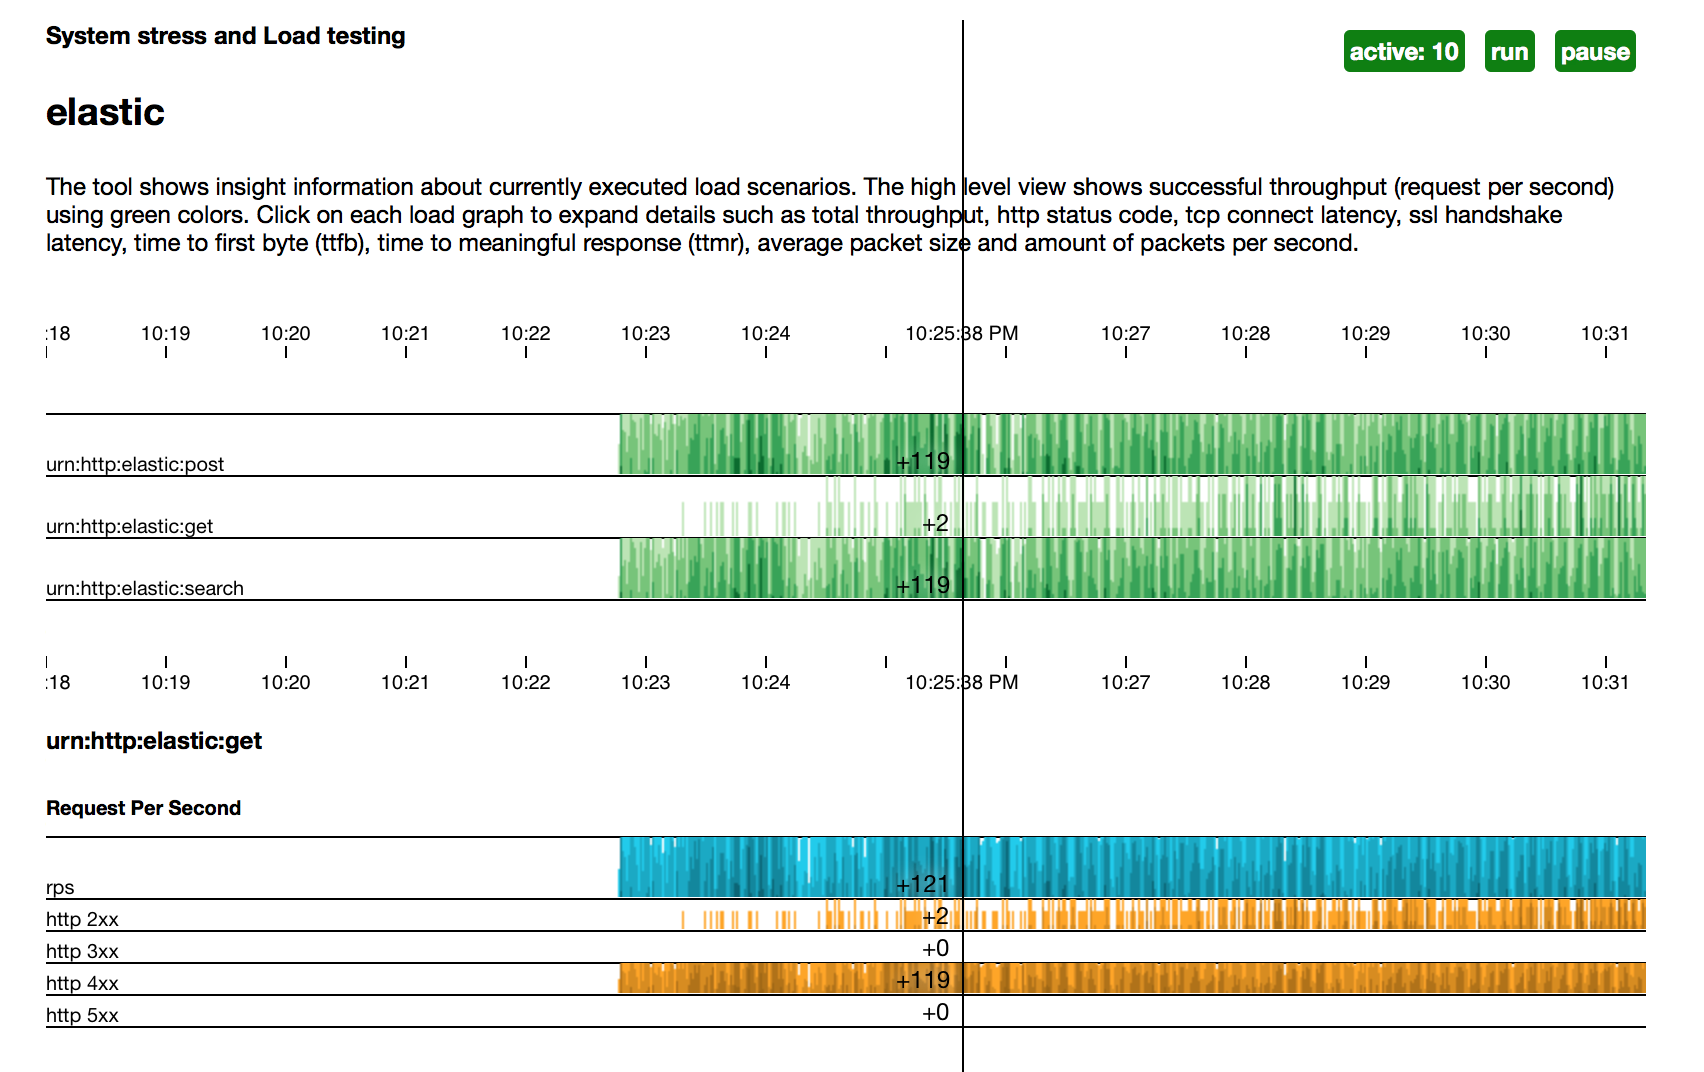 System stress and Load testing
active: 10 run pause
elastic
The tool shows insight information about currently executed load scenarios. The high level view shows successful throughput (request per second)
using green colors. Click on each load graph to expand details such as total throughput, http status code, tcp connect latency, ssl handshake
latency, time to first byte (ttfb), time to meaningful response (ttmr), average packet size and amount of packets per second.
:18 10:19 10:20 10:21 10:22 10:23 10:24 10:25:38 PM 10:27 10:28 10:29 10:30 10:31
urn:http:elastic:post +119
urn:http:elastic:get +2
urn:http:elastic:search +119
:18 10:19 10:20 10:21 10:22 10:23 10:24 10:25:38 PM 10:27 10:28 10:29 10:30 10:31
urn:http:elastic:get
Request Per Second
rps +121
http 2xx +2
http 3xx +0
http 4xx +119
http 5xx +0